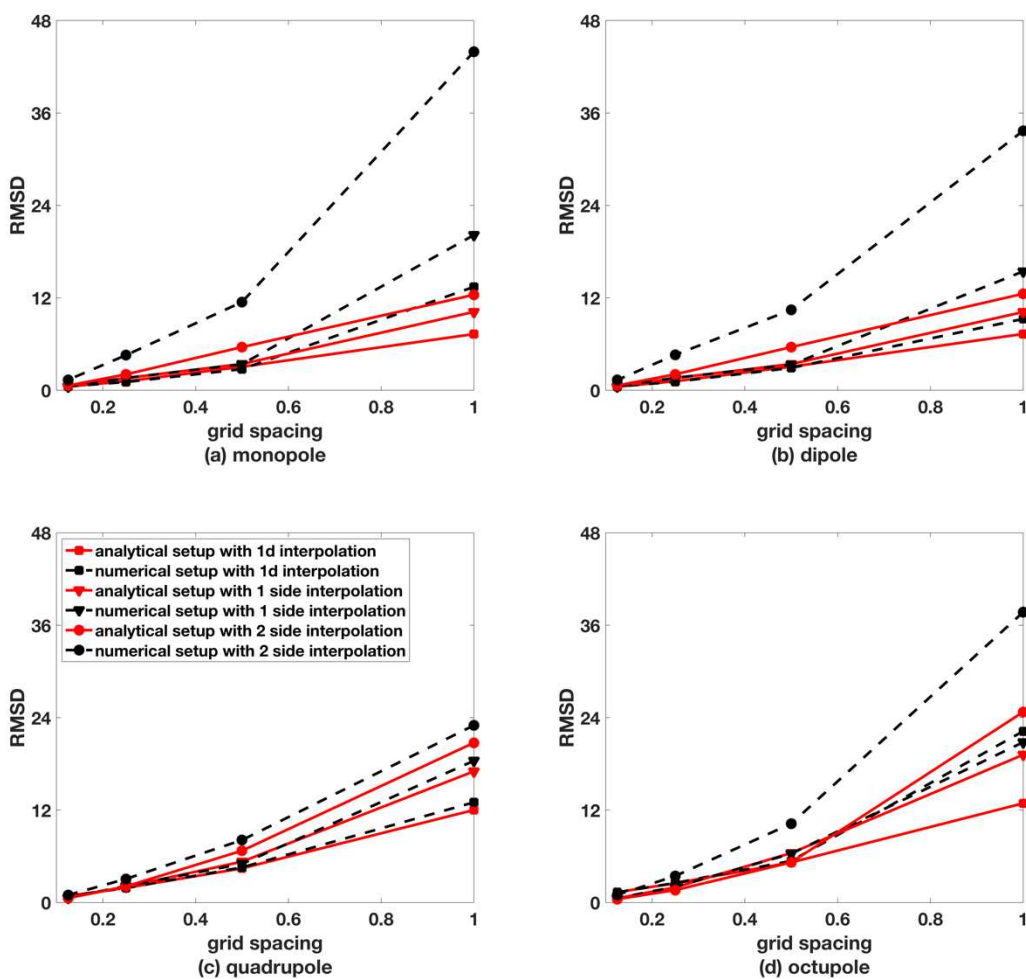 48
36
24
12
0
RMSD
0.2 0.4 0.6 0.8 1
grid spacing
(a) monopole
48
36
24
12
0
RMSD
0.2 0.4 0.6 0.8 1
grid spacing
(b) dipole
48
36
24
12
0
RMSD
analytical setup with 1d interpolation
numerical setup with 1d interpolation
analytical setup with 1 side interpolation
numerical setup with 1 side interpolation
analytical setup with 2 side interpolation
numerical setup with 2 side interpolation
0.2 0.4 0.6 0.8 1
grid spacing
(c) quadrupole
48
36
24
12
0
RMSD
0.2 0.4 0.6 0.8 1
grid spacing
(d) octupole